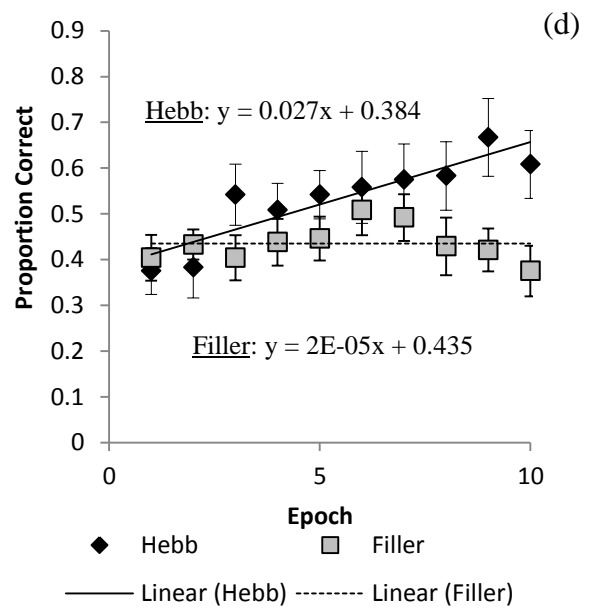 (d)
0.9
0.8
0.7
0.6
0.5
0.4
0.3
0.2
0.1
0
Proportion Correct
Hebb: y = 0.027x + 0.384
Filler: y = 2E-05x + 0.435
0 5 10
Epoch
Hebb Filler
Linear (Hebb) Linear (Filler)